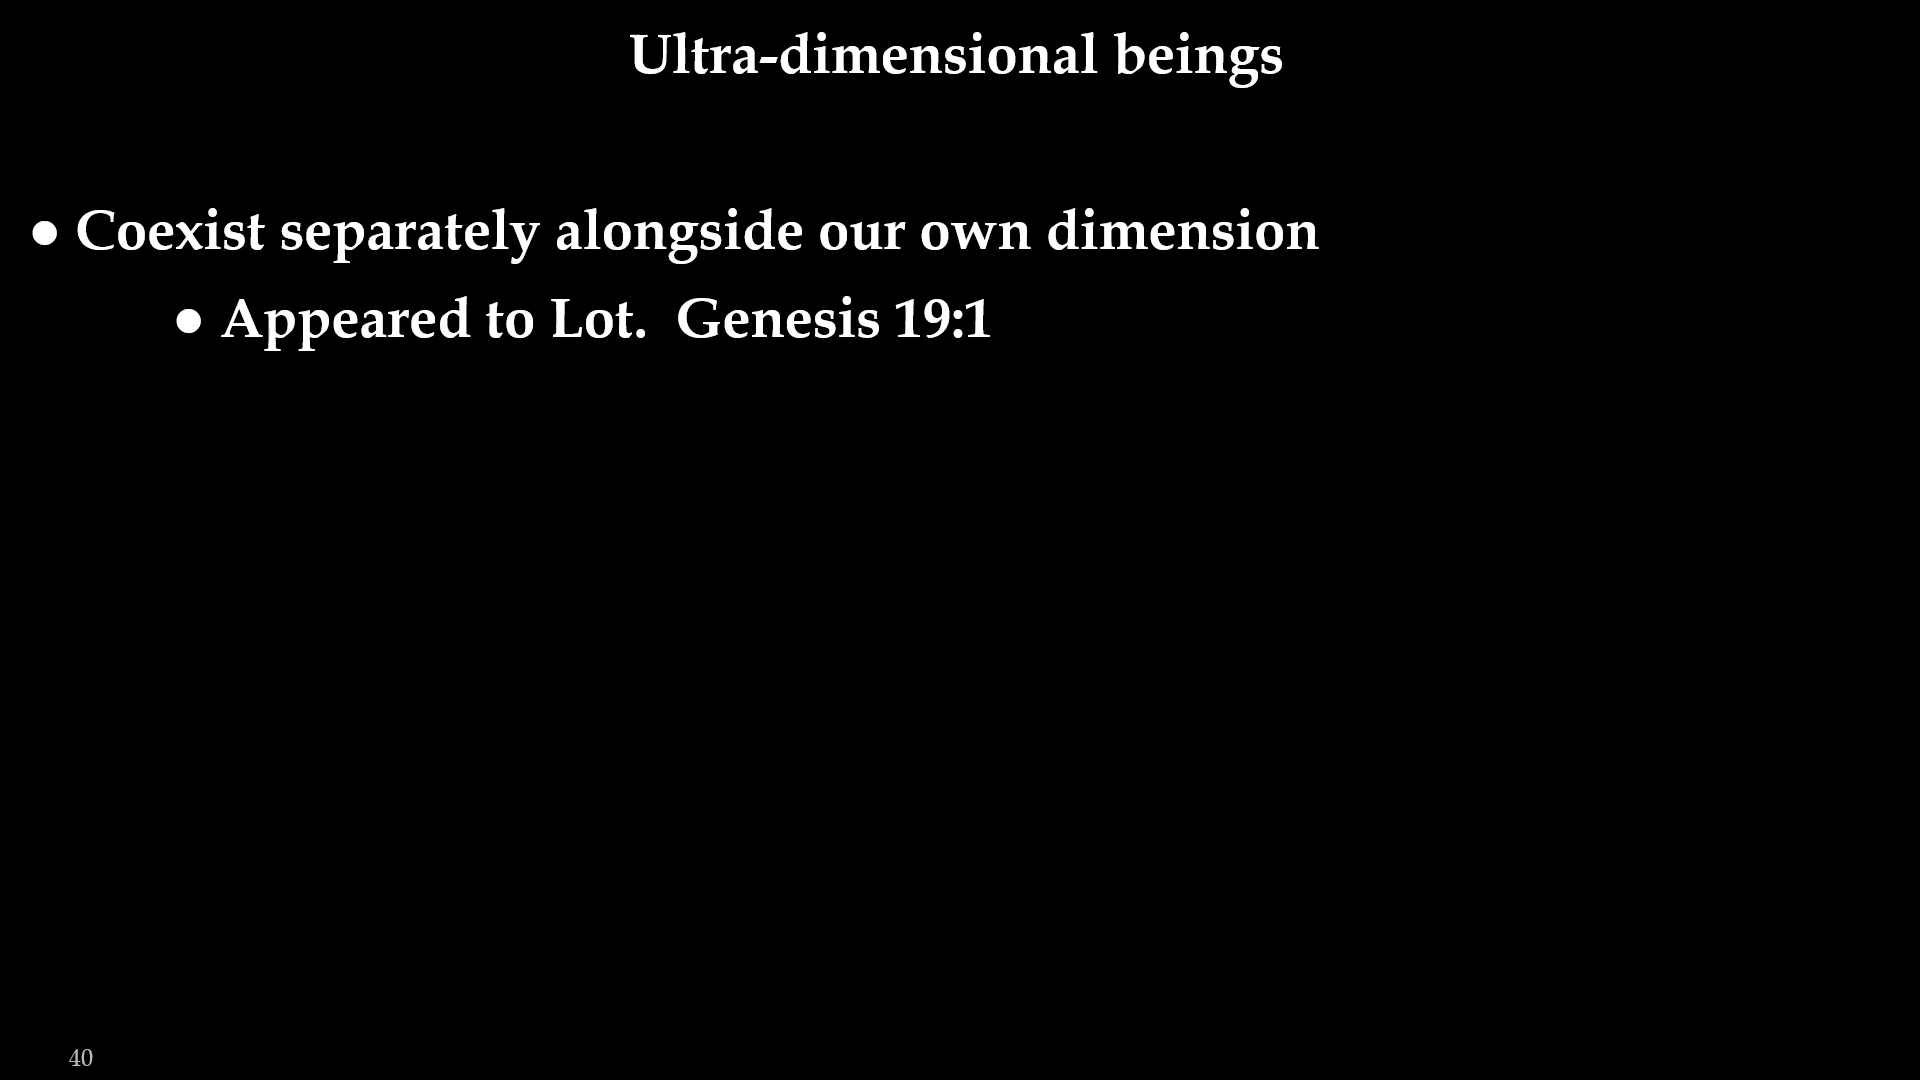 Ultra-dimensional beings
● Coexist separately alongside our own dimension
● Appeared to Lot.  Genesis 19:1
40